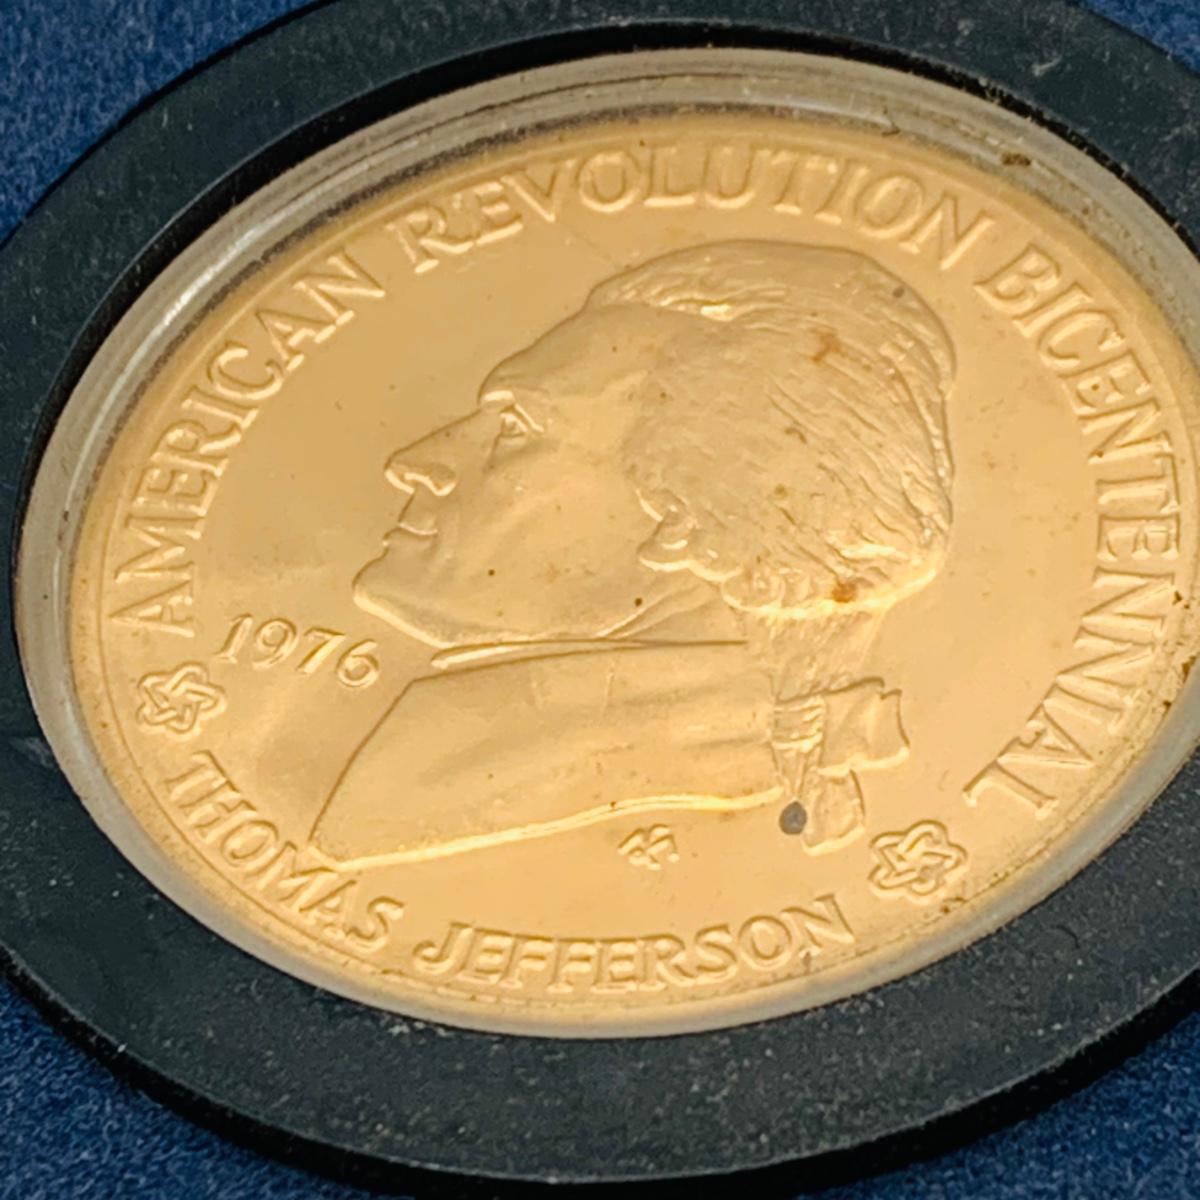 AMERICAN REVOLUTION BICENTENNIAL
1976
THOMAS JEFFERSON